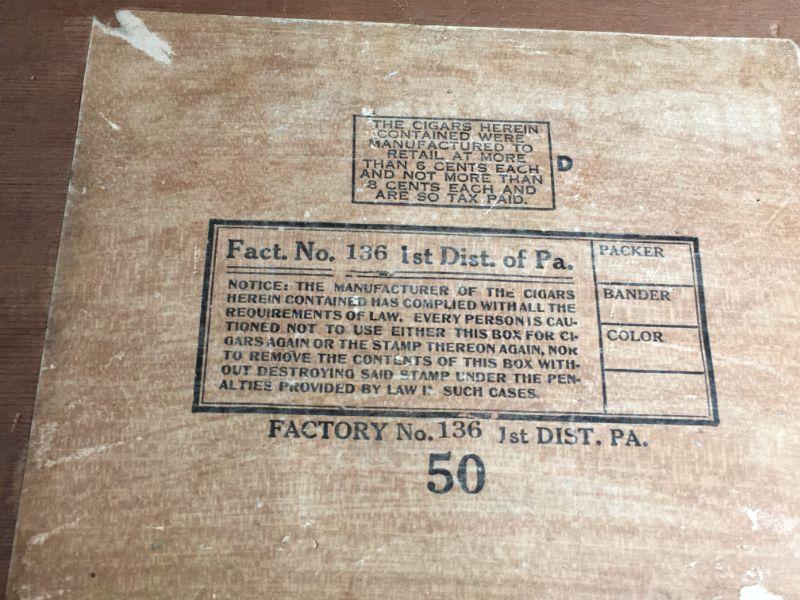 THE CIGARS HEREIN
CONTAINED WERE
MANUFACTURED TO
RETAIL AT MORE
THAN 6 CENTS EACH
AND NOT MORE THAN
8 CENTS EACH AND
ARE SO TAX PAID.
D
Fact. No. 136 1st Dist. of Pa.
NOTICE: THE MANUFACTURER OF THE CIGARS
HEREIN CONTAINED HAS COMPLIED WITH ALL THE
REQUIREMENTS OF LAW. EVERY PERSON IS CAU-
TIONED NOT TO USE EITHER THIS BOX FOR CI-
GARS AGAIN OR THE STAMP THEREON AGAIN, NOR
TO REMOVE THE CONTENTS OF THIS BOX WITH-
OUT DESTROYING SAID STAMP UNDER THE PEN-
ALTIES PROVIDED BY LAW IN SUCH CASES.
PACKER
BANDER
COLOR
FACTORY No. 136 1st DIST. PA.
50